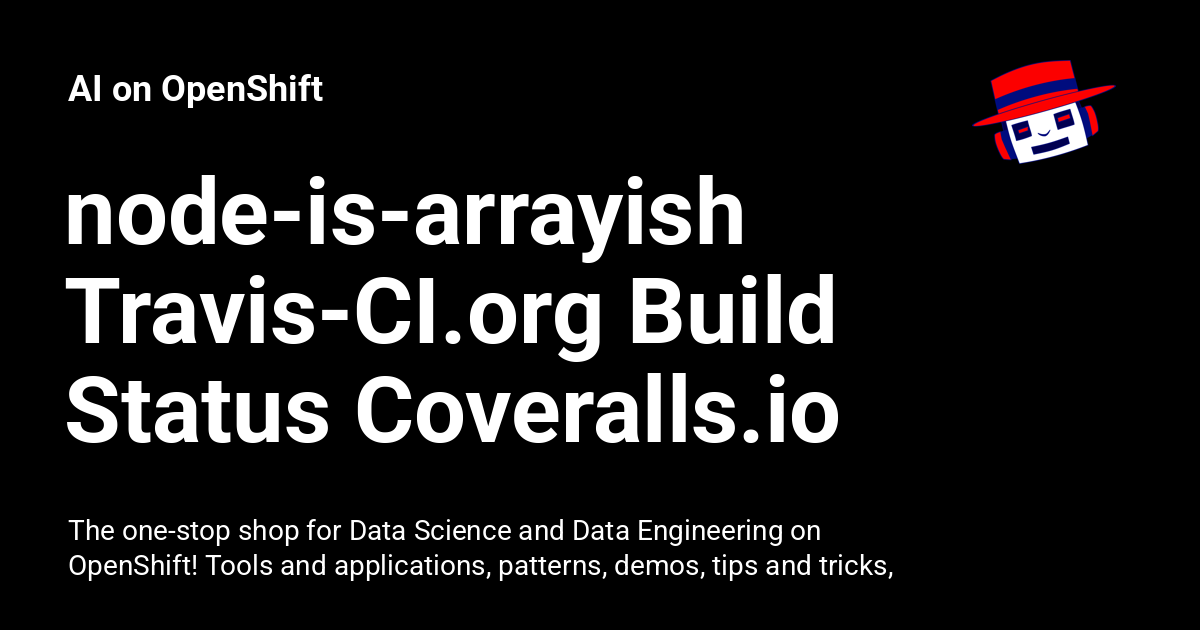 AI on OpenShift
node-is-arrayish
Travis-CI.org Build
Status Coveralls.io
The one-stop shop for Data Science and Data Engineering on
OpenShift! Tools and applications, patterns, demos, tips and tricks,